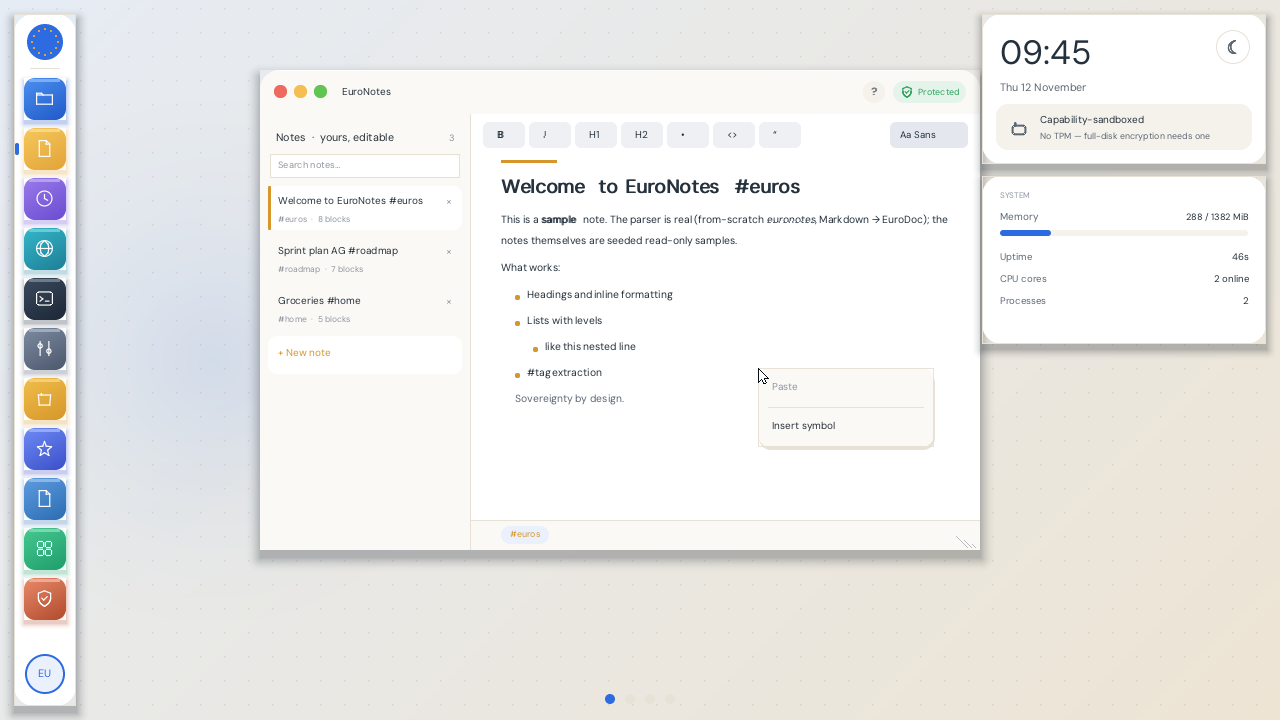 EuroNotes
?
Protected
Notes · yours, editable 3
Search notes...
Welcome to EuroNotes #euros ×
#euros · 8 blocks
Sprint plan AG #roadmap ×
#roadmap · 7 blocks
Groceries #home ×
#home · 5 blocks
+ New note
B I H1 H2 • <> " Aa Sans
Welcome to EuroNotes #euros
This is a sample note. The parser is real (from-scratch euronotes, Markdown → EuroDoc); the
notes themselves are seeded read-only samples.
What works:
Headings and inline formatting
Lists with levels
like this nested line
#tag extraction
Sovereignty by design.
Paste
Insert symbol
#euros
09:45
Thu 12 November
Capability-sandboxed
No TPM — full-disk encryption needs one
SYSTEM
Memory 288 / 1382 MiB
Uptime 46s
CPU cores 2 online
Processes 2
EU